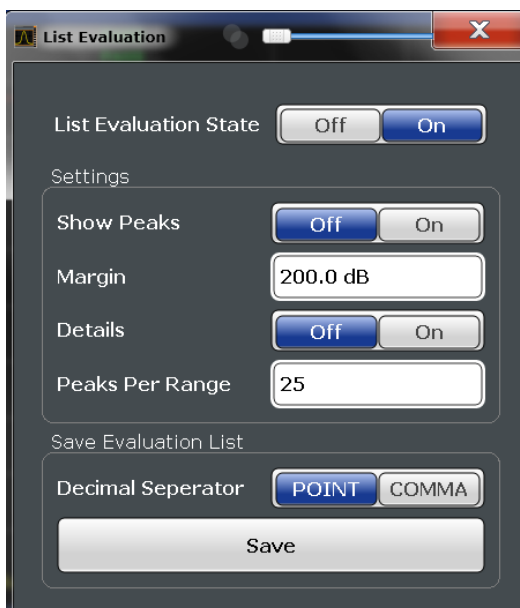 List Evaluation
X
List Evaluation State Off On
Settings
Show Peaks Off On
Margin 200.0 dB
Details Off On
Peaks Per Range 25
Save Evaluation List
Decimal Seperator POINT COMMA
Save